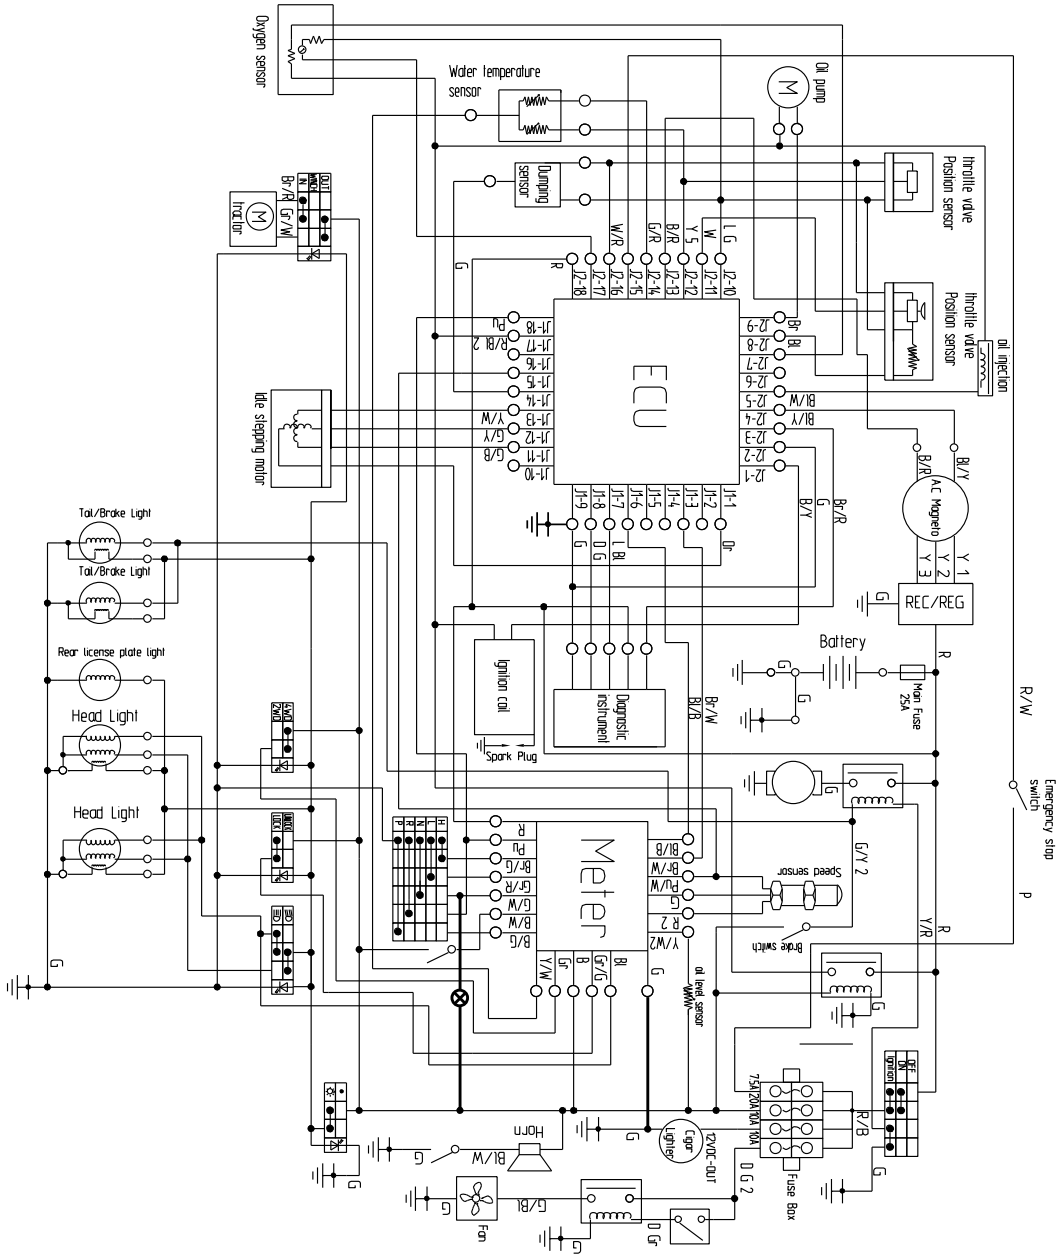 Oxygen sensor
Water temperature
sensor
Oil pump
throttle valve
Position sensor
Dumping
sensor
OUT
WINCH
IN
Br/R
Gr/W
M
tractor
M
W/R
G/R
B/R
Y 5
W
L G
G
R
J2-18
J2-17
J2-16
J2-15
J2-14
J2-13
J2-12
J2-11
J2-10
throttle valve
Position sensor
oil injection
Pu
J1-18
R/Bl 2
J1-17
J1-16
J1-15
J1-14
Y/W
J1-13
G/Y
J1-12
G/B
J1-11
J1-10
ECU
Br
J2-9
Bl
J2-8
J2-7
J2-6
J2-5
Bl/W
J2-4
Bl/Y
J2-3
J2-2
J2-1
Idle stepping motor
J1-9
J1-8
J1-7
J1-6
J1-5
J1-4
J1-3
J1-2
J1-1
G
D G
L Bl
Or
B/Y
G
Br/R
B/R
Bl/Y
A.C Magneto
Y 3
Y 2
Y 1
REC/REG
G
R
Tail/Brake Light
Tail/Brake Light
Rear license plate light
Head Light
Head Light
Battery
G
G
Main Fuse
25A
R/W
Ignition coil
Spark Plug
Diagnostic
instrument
Bl/B
Br/W
4WD
2WD
G
Emergency stop
switch
LOCK
H
L
N
R
P
Meter
R
Pu
Br/G
Gr/R
G/W
B/W
B/G
Bl/B
Br/W
Pu/W
G
R 2
Y/W2
Speed sensor
G/Y 2
P
Brake switch
Y/R
R
Y/W
Gr
B
Gr/G
Bl
G
oil level sensor
G
G
OFF
ON
Ignition
7.5A
20A
10A
10A
R/B
G
Fuse Box
G
Cigar
Lighter
12VOC-OUT
D G 2
Horn
G
Bl/W
G
G
Fan
G/Bl
D Gr
G